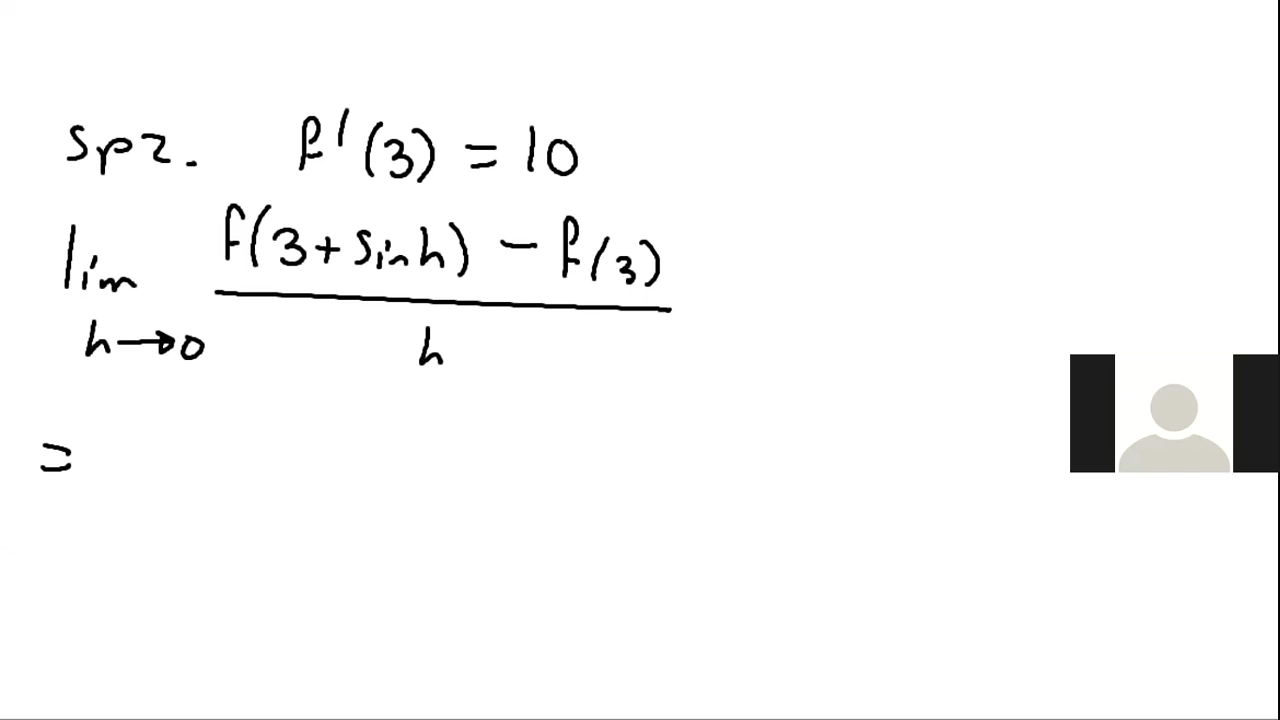 spz. f'(3) = 10
lim f(3+sinh) - f(3)
h→0 h
=